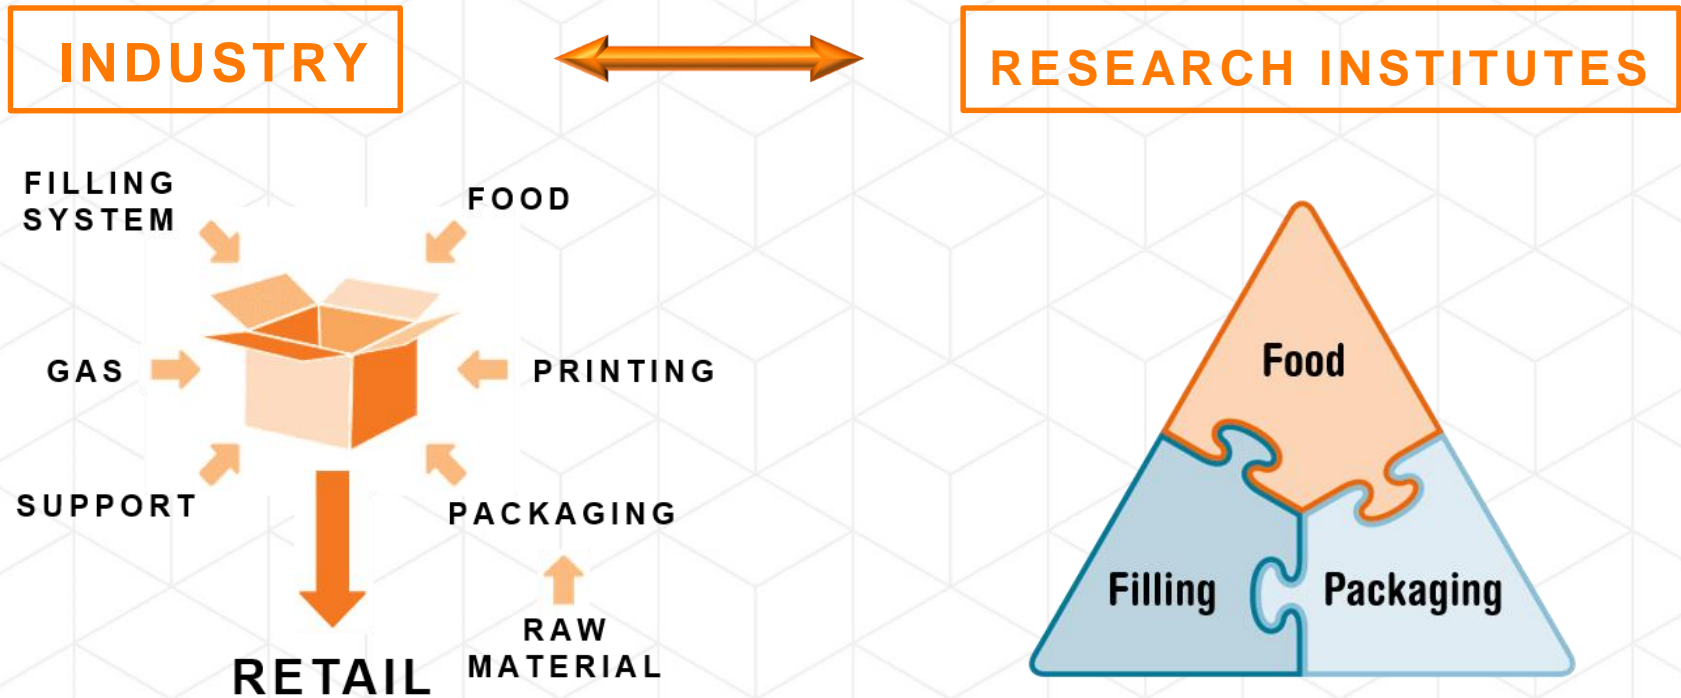 INDUSTRY
RESEARCH INSTITUTES
FILLING
SYSTEM
FOOD
GAS
PRINTING
SUPPORT
PACKAGING
RAW
MATERIAL
RETAIL
Food
Filling
Packaging